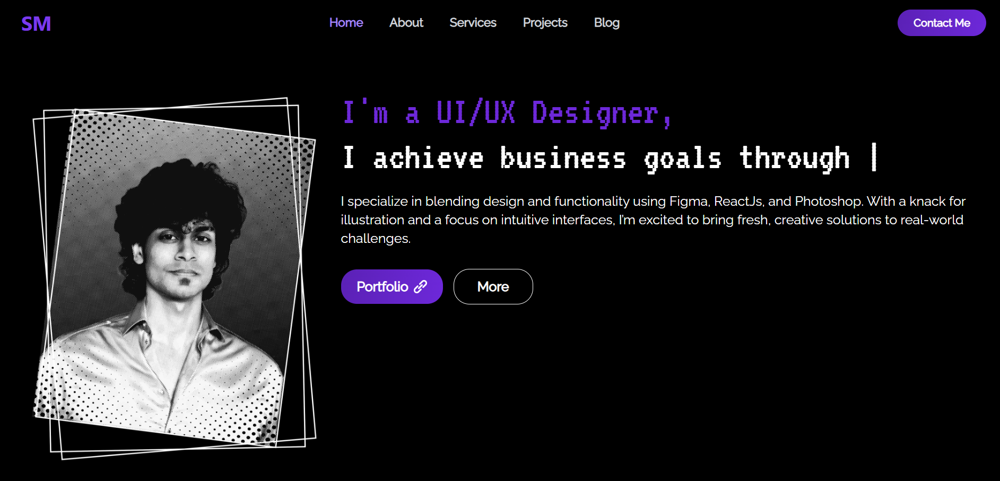 SM
Home About Services Projects Blog
Contact Me
I'm a UI/UX Designer,
I achieve business goals through |
I specialize in blending design and functionality using Figma, ReactJs, and Photoshop. With a knack for
illustration and a focus on intuitive interfaces, I'm excited to bring fresh, creative solutions to real-world
challenges.
Portfolio
More